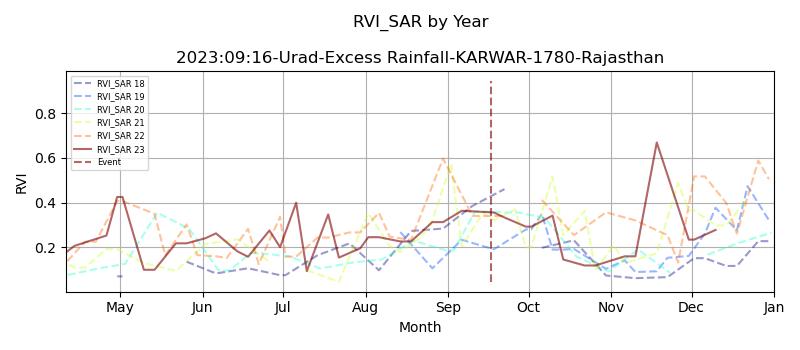 RVI_SAR by Year
2023:09:16-Urad-Excess Rainfall-KARWAR-1780-Rajasthan
RVI
0.8
0.6
0.4
0.2
RVI_SAR 18
RVI_SAR 19
RVI_SAR 20
RVI_SAR 21
RVI_SAR 22
RVI_SAR 23
Event
May Jun Jul Aug Sep Oct Nov Dec Jan
Month